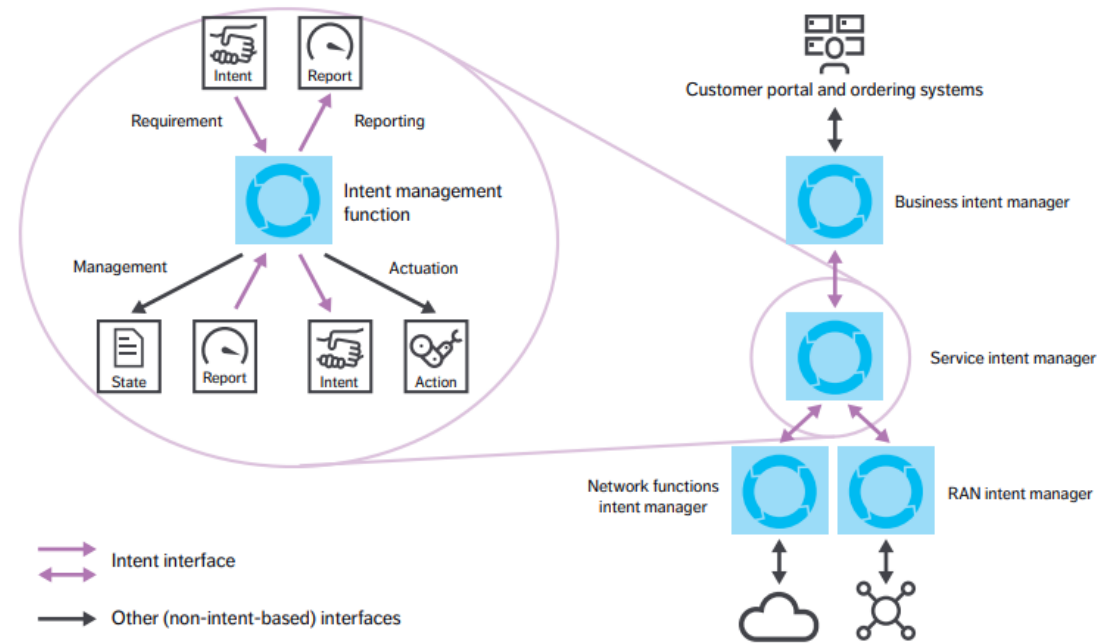 Intent
Report
Requirement
Reporting
Intent management
function
Management
Actuation
State
Report
Intent
Action
Customer portal and ordering systems
Business intent manager
Service intent manager
Network functions
intent manager
RAN intent manager
Intent interface
Other (non-intent-based) interfaces